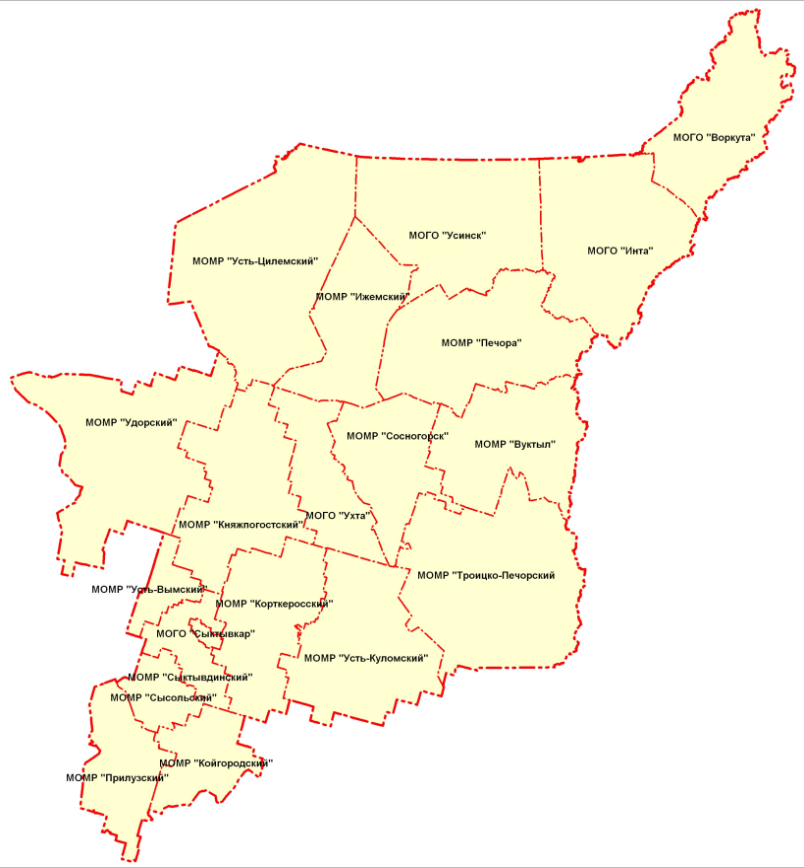 МОГО "Воркута"
МОГО "Усинск"
МОГО "Инта"
МОМР "Усть-Цилемский"
МОМР "Ижемский"
МОМР "Печора"
МОМР "Удорский"
МОМР "Сосногорск"
МОМР "Вуктыл"
МОГО "Ухта"
МОМР "Княжпогостский"
МОМР "Троицко-Печорский
МОМР "Усть-Вымский"
МОМР "Корткеросский"
МОГО "Сыктывкар"
МОМР "Усть-Куломский"
МОМР "Сыктывдинский"
МОМР "Сысольский"
МОМР "Койгородский"
МОМР "Прилузский"